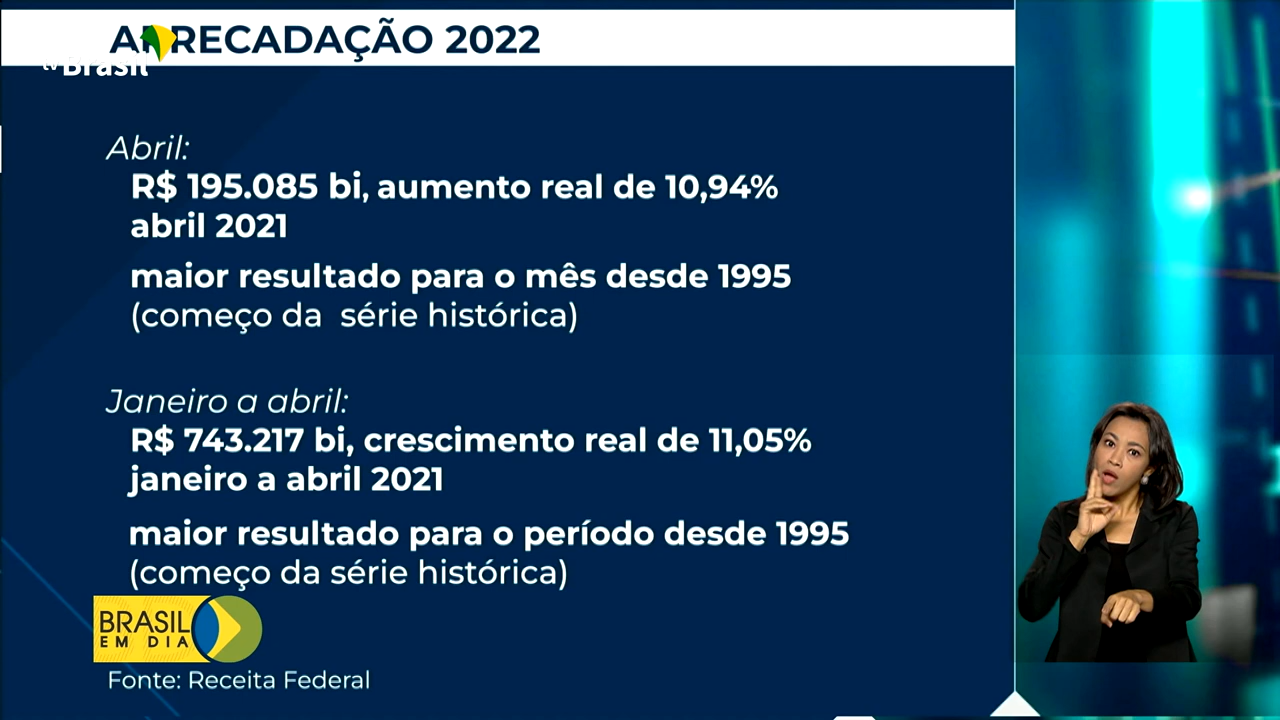 ARRECADAÇÃO 2022
tv Brasil
Abril:
R$ 195.085 bi, aumento real de 10,94%
abril 2021
maior resultado para o mês desde 1995
(começo da série histórica)
Janeiro a abril:
R$ 743.217 bi, crescimento real de 11,05%
janeiro a abril 2021
maior resultado para o período desde 1995
(começo da série histórica)
BRASIL
EM DIA
Fonte: Receita Federal